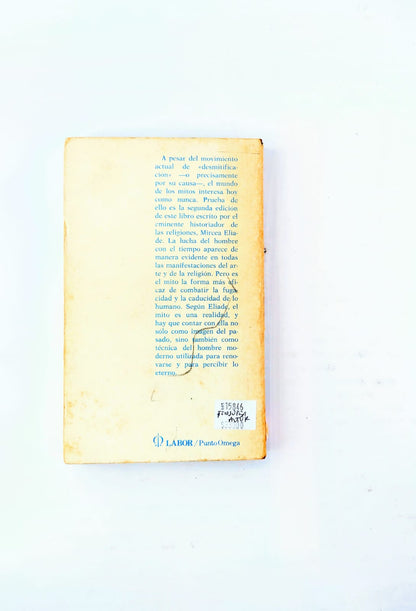 A pesar del movimiento
actual de «desmitifica-
ción» —o precisamente
por su causa—, el mundo
de los mitos interesa hoy
como nunca. Prueba de
ello es la segunda edición
de este libro escrito por el
eminente historiador de
las religiones, Mircea Elia-
de. La lucha del hombre
con el tiempo aparece de
manera evidente en todas
las manifestaciones del ar-
te y de la religión. Pero es
el mito la forma más efi-
caz de combatir la fuga-
cidad y la caducidad de lo
humano. Según Eliade, el
mito es una realidad, y
hay que contar con ella no
sólo como imagen del pa-
sado, sino también como
técnica del hombre mo-
derno utilizada para reno-
varse y para percibir lo
eterno.
LABOR/Punto Omega